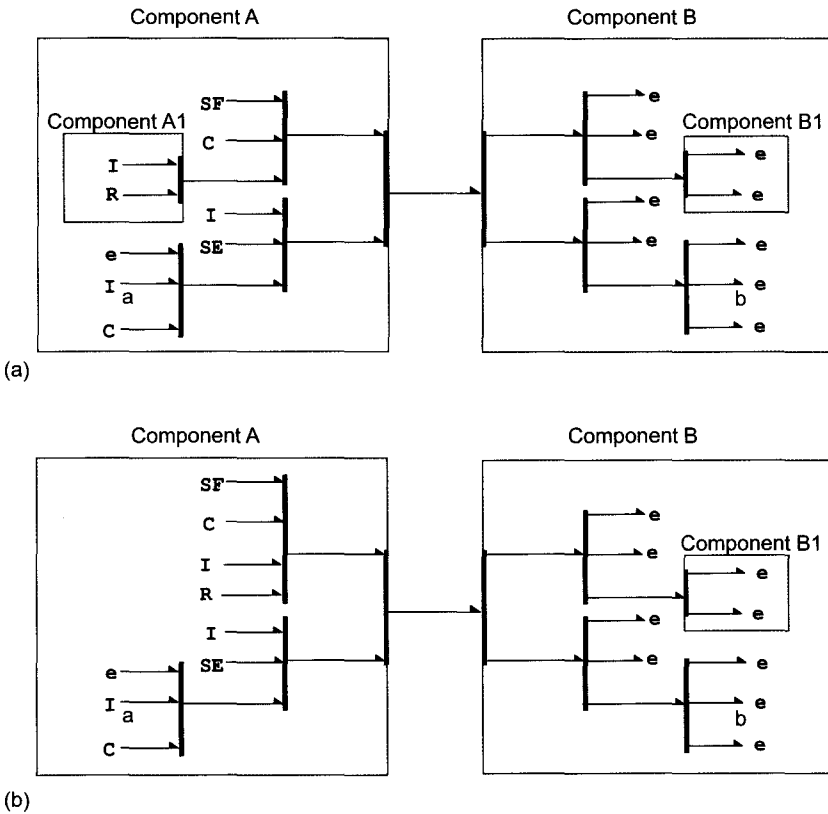 Component A Component B
SF e
C e
Component A1 Component B1
I e
R e
I e
SE e
e e
I e
a b
C e
(a)
Component A Component B
SF e
C e
Component B1
I e
R e
I e
SE e
e e
I e
a b
C e
(b)